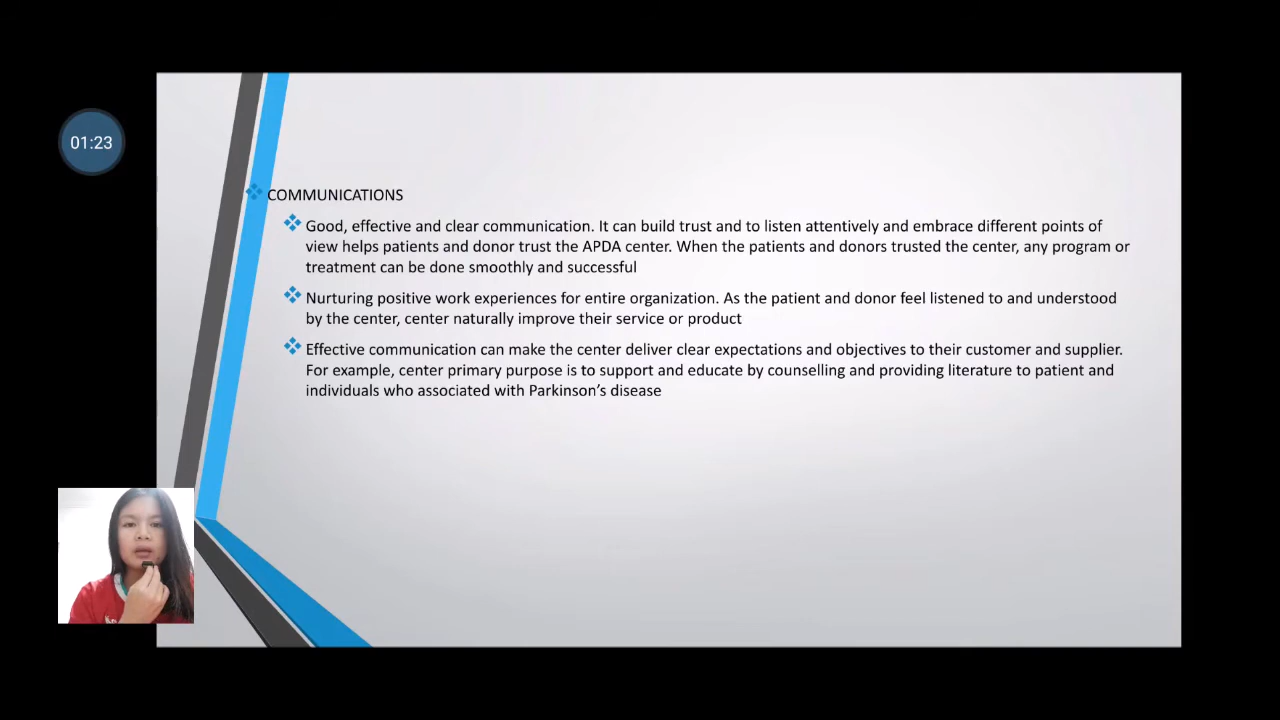 01:23
COMMUNICATIONS
Good, effective and clear communication. It can build trust and to listen attentively and embrace different points of
view helps patients and donor trust the APDA center. When the patients and donors trusted the center, any program or
treatment can be done smoothly and successful
Nurturing positive work experiences for entire organization. As the patient and donor feel listened to and understood
by the center, center naturally improve their service or product
Effective communication can make the center deliver clear expectations and objectives to their customer and supplier.
For example, center primary purpose is to support and educate by counselling and providing literature to patient and
individuals who associated with Parkinson’s disease